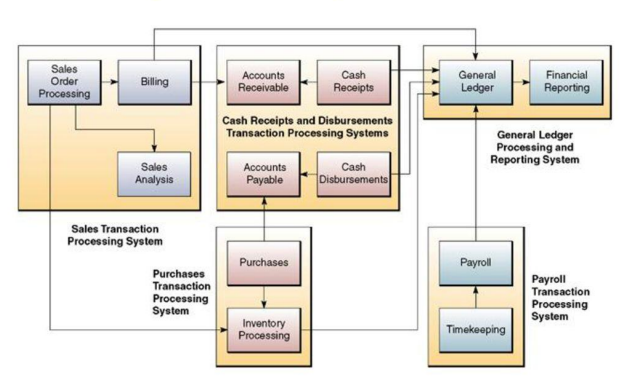 Sales
Order
Processing
Billing
Sales
Analysis
Sales Transaction
Processing System
Accounts
Receivable
Cash
Receipts
Cash Receipts and Disbursements
Transaction Processing Systems
Accounts
Payable
Cash
Disbursements
General
Ledger
Financial
Reporting
General Ledger
Processing and
Reporting System
Purchases
Transaction
Processing
System
Purchases
Inventory
Processing
Payroll
Timekeeping
Payroll
Transaction
Processing
System